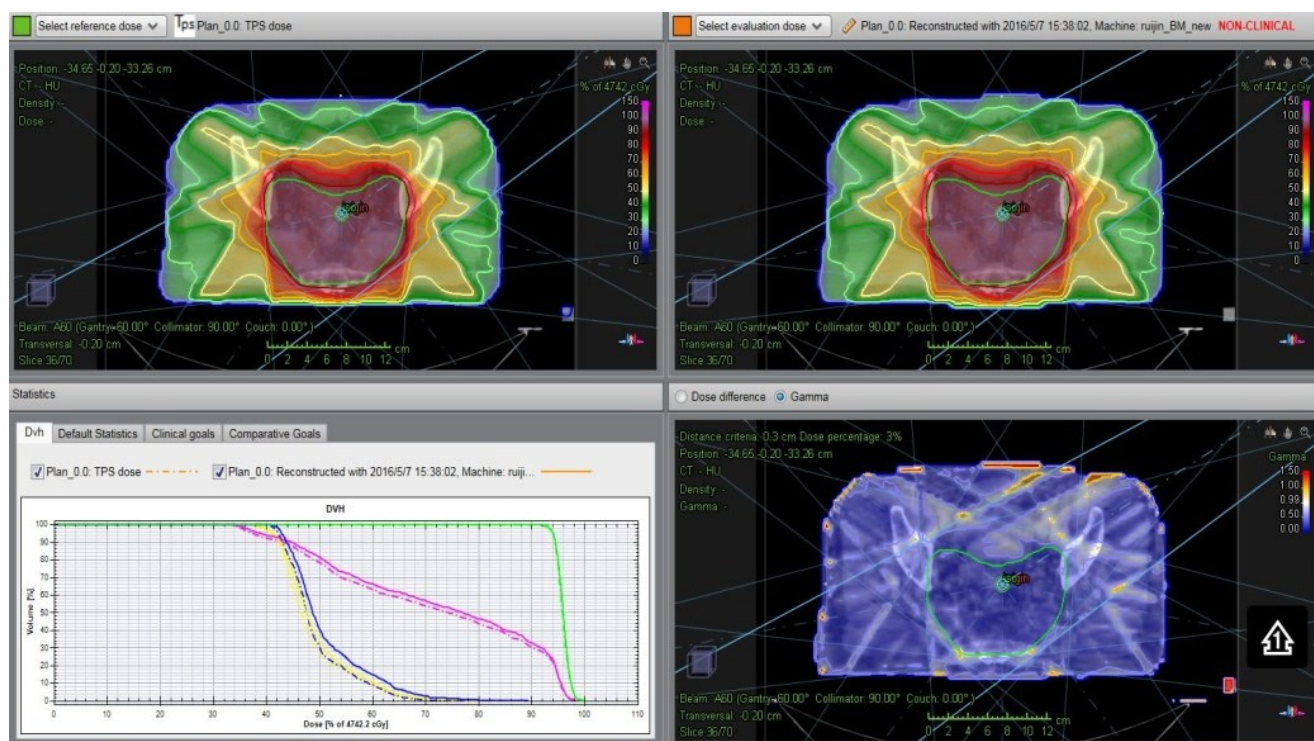 Select reference dose Tps Plan_0.0: TPS dose
Select evaluation dose Plan_0.0: Reconstructed with 2016/5/7 15:38:02, Machine: ruijin_BM_new NON-CLINICAL
Position: -34.65 -0.20 -33.26 cm
CT -- HU
Density: -
Dose: -
% of 4742 cGy
150
100
90
80
70
60
50
40
30
20
10
0
isojin
Beam: A60 (Gantry: 60.00° Collimator: 90.00° Couch: 0.00°)
Transversal: -0.20 cm
Slice 36/70
0 2 4 6 8 10 12 cm
Position: -34.65 -0.20 -33.26 cm
CT -- HU
Density: -
Dose: -
% of 4742 cGy
150
100
90
80
70
60
50
40
30
20
10
0
isojin
Beam: A60 (Gantry: 60.00° Collimator: 90.00° Couch: 0.00°)
Transversal: -0.20 cm
Slice 36/70
0 2 4 6 8 10 12 cm
Statistics
Dvh Default Statistics Clinical goals Comparative Goals
Plan_0.0: TPS dose Plan_0.0: Reconstructed with 2016/5/7 15:38:02, Machine: ruiji...
DVH
Volume [%]
100
90
80
70
60
50
40
30
20
10
0
0 10 20 30 40 50 60 70 80 90 100 110
Dose [% of 4742.2 cGy]
Dose difference Gamma
Distance criteria: 0.3 cm Dose percentage: 3%
Position: -34.65 -0.20 -33.26 cm
CT -- HU
Density: -
Gamma: -
Gamma
1.50
1.00
0.99
0.50
0.00
isojin
1
Beam: A60 (Gantry: 60.00° Collimator: 90.00° Couch: 0.00°)
Transversal: -0.20 cm
Slice 36/70
0 2 4 6 8 10 12 cm